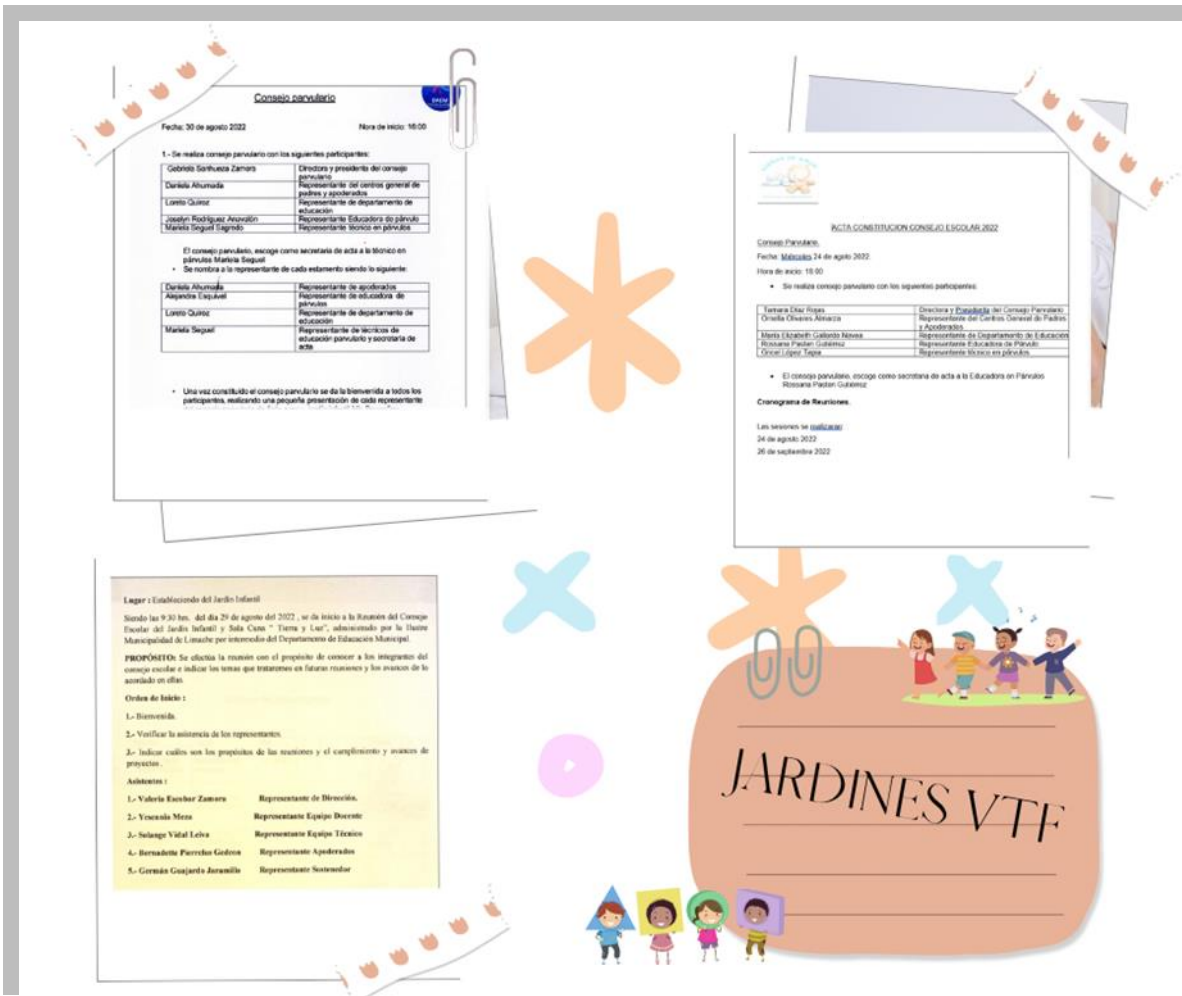 Consejo parvulario
Fecha: 30 de agosto 2022 Hora de inicio: 16:00
1.- Se realiza consejo parvulario con los siguientes participantes:
Gabriela Sanhueza Zamora Directora y presidenta del consejo
parvulario
Daniela Ahumada Representante del centros general de
padres y apoderados
Loreto Quiroz Representante de departamento de
educación
Joselyn Rodríguez Representante Educadora de párvulo
Mariela Seguel Sagredo Representante técnico en párvulos
El consejo parvulario, escoge como secretaria de acta a la técnico en
párvulos Mariela Seguel
• Se nombra a la representante de cada estamento siendo lo siguiente:
Daniela Ahumada Representante de apoderados
Alejandra Esquivel Representante de educadora de
párvulos
Loreto Quiroz Representante de departamento de
educación
Mariela Seguel Representante de técnicos de
educación parvulario y secretaria de
acta
• Una vez constituido el consejo parvulario se da la bienvenida a todos los
participantes, realizando una pequeña presentación de cada representante
ACTA CONSTITUCION CONSEJO ESCOLAR 2022
Consejo Parvulario.
Fecha: Miércoles 24 de agoto 2022
Hora de inicio: 16:00
• Se realiza consejo parvulario con los siguientes participantes:
Tamara Díaz Rojas Directora y Presidenta del Consejo Parvulario
Ornella Olivares Almarza Representante del Centros General de Padres
y Apoderados
María Elizabeth Gallardo Novoa Representante de Departamento de Educación
Rossana Pasten Gutiérrez Representante Educadora de Párvulo
Oncel López Tapia Representante técnico en párvulos
• El consejo parvulario, escoge como secretaria de acta a la Educadora en Párvulos
Rossana Pasten Gutiérrez
Cronograma de Reuniones.
Las sesiones se realizaran:
24 de agosto 2022
26 de septiembre 2022
Lugar : Estableciendo del Jardín Infantil
Siendo las 9:30 hrs. del día 29 de agosto del 2022 , se da inicio a la Reunión del Consejo
Escolar del Jardín Infantil y Sala Cuna " Tierra y Luz", administrado por la Ilustre
Municipalidad de Limache por intermedio del Departamento de Educación Municipal.
PROPÓSITO: Se efectúa la reunión con el propósito de conocer a los integrantes del
consejo escolar e indicar los temas que trataremos en futuras reuniones y los avances de lo
acordado en ellas.
Orden de Inicio :
1.- Bienvenida.
2.- Verificar la asistencia de los representantes.
3.- Indicar cuáles son los propósitos de las reuniones y el cumplimiento y avances de
proyectos .
Asistentes :
1.- Valeria Escobar Zamora Representante de Dirección.
2.- Yessenia Meza Representante Equipo Docente
3.- Solange Vidal Leiva Representante Equipo Técnico
4.- Bernadette Pierrelus Gedeon Representante Apoderados
5.- Germán Guajardo Jaramillo Representante Sostenedor
JARDINES VTF